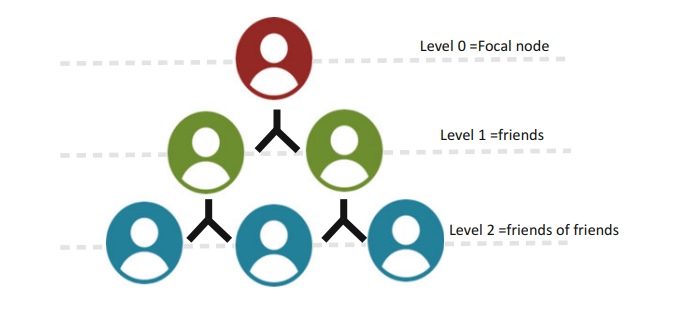 Level 0 =Focal node
Level 1 =friends
Level 2 =friends of friends